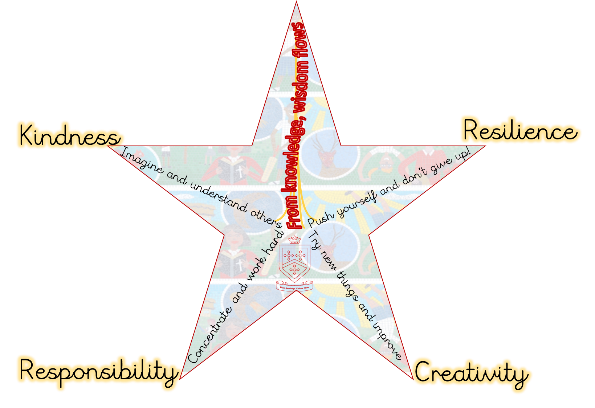 From knowledge, wisdom flows
Kindness
Resilience
Imagine and understand others
Push yourself and don't give up!
Concentrate and work hard
Try new things and improve
Responsibility
Creativity